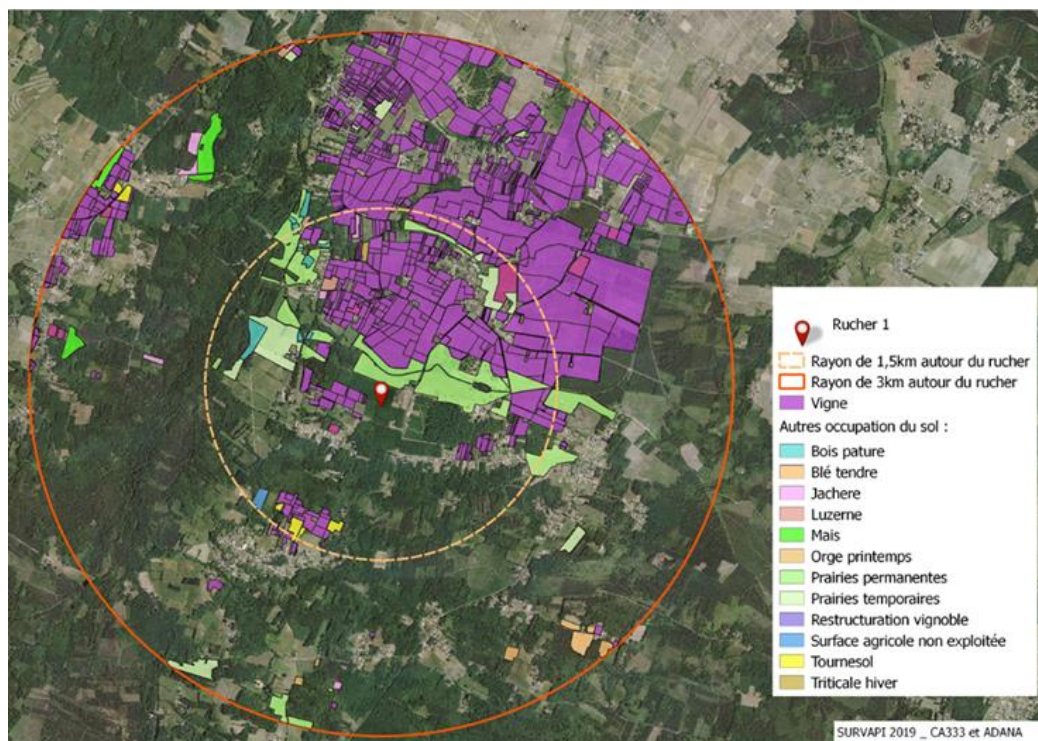 Rucher 1
Rayon de 1,5km autour du rucher
Rayon de 3km autour du rucher
Vigne
Autres occupation du sol :
Bois pature
Blé tendre
Jachere
Luzerne
Mais
Orge printemps
Prairies permanentes
Prairies temporaires
Restructuration vignoble
Surface agricole non exploitée
Tournesol
Triticale hiver
SURVAPI 2019 _ CA333 et ADANA